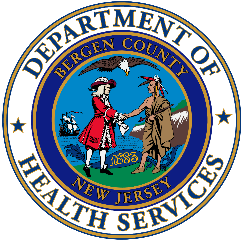 DEPARTMENT OF
BERGEN COUNTY
1683
NEW JERSEY
HEALTH SERVICES